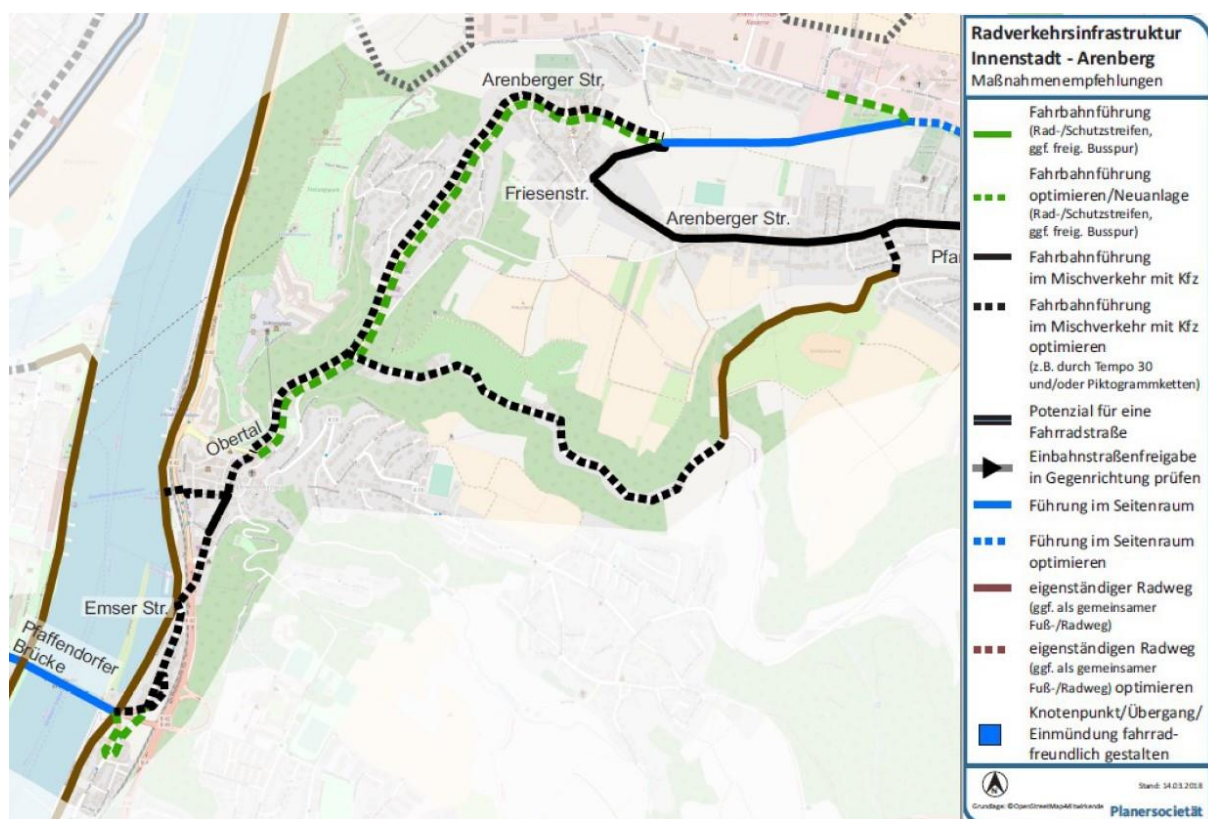 Arenberger Str.
Friesenstr.
Arenberger Str.
Pfa
Obertal
Emser Str.
Pfaffendorfer
Brücke
Radverkehrsinfrastruktur
Innenstadt - Arenberg
Maßnahmenempfehlungen
Fahrbahnführung
(Rad-/Schutzstreifen,
ggf. freig. Busspur)
Fahrbahnführung
optimieren/Neuanlage
(Rad-/Schutzstreifen,
ggf. freig. Busspur)
Fahrbahnführung
im Mischverkehr mit Kfz
Fahrbahnführung
im Mischverkehr mit Kfz
optimieren
(z.B. durch Tempo 30
und/oder Piktogrammketten)
Potenzial für eine
Fahrradstraße
Einbahnstraßenfreigabe
in Gegenrichtung prüfen
Führung im Seitenraum
Führung im Seitenraum
optimieren
eigenständiger Radweg
(ggf. als gemeinsamer
Fuß-/Radweg)
eigenständigen Radweg
(ggf. als gemeinsamer
Fuß-/Radweg) optimieren
Knotenpunkt/Übergang/
Einmündung fahrrad-
freundlich gestalten
Stand: 14.03.2018
Grundlage: ©OpenStreetMap-Mitwirkende
Planersocietät